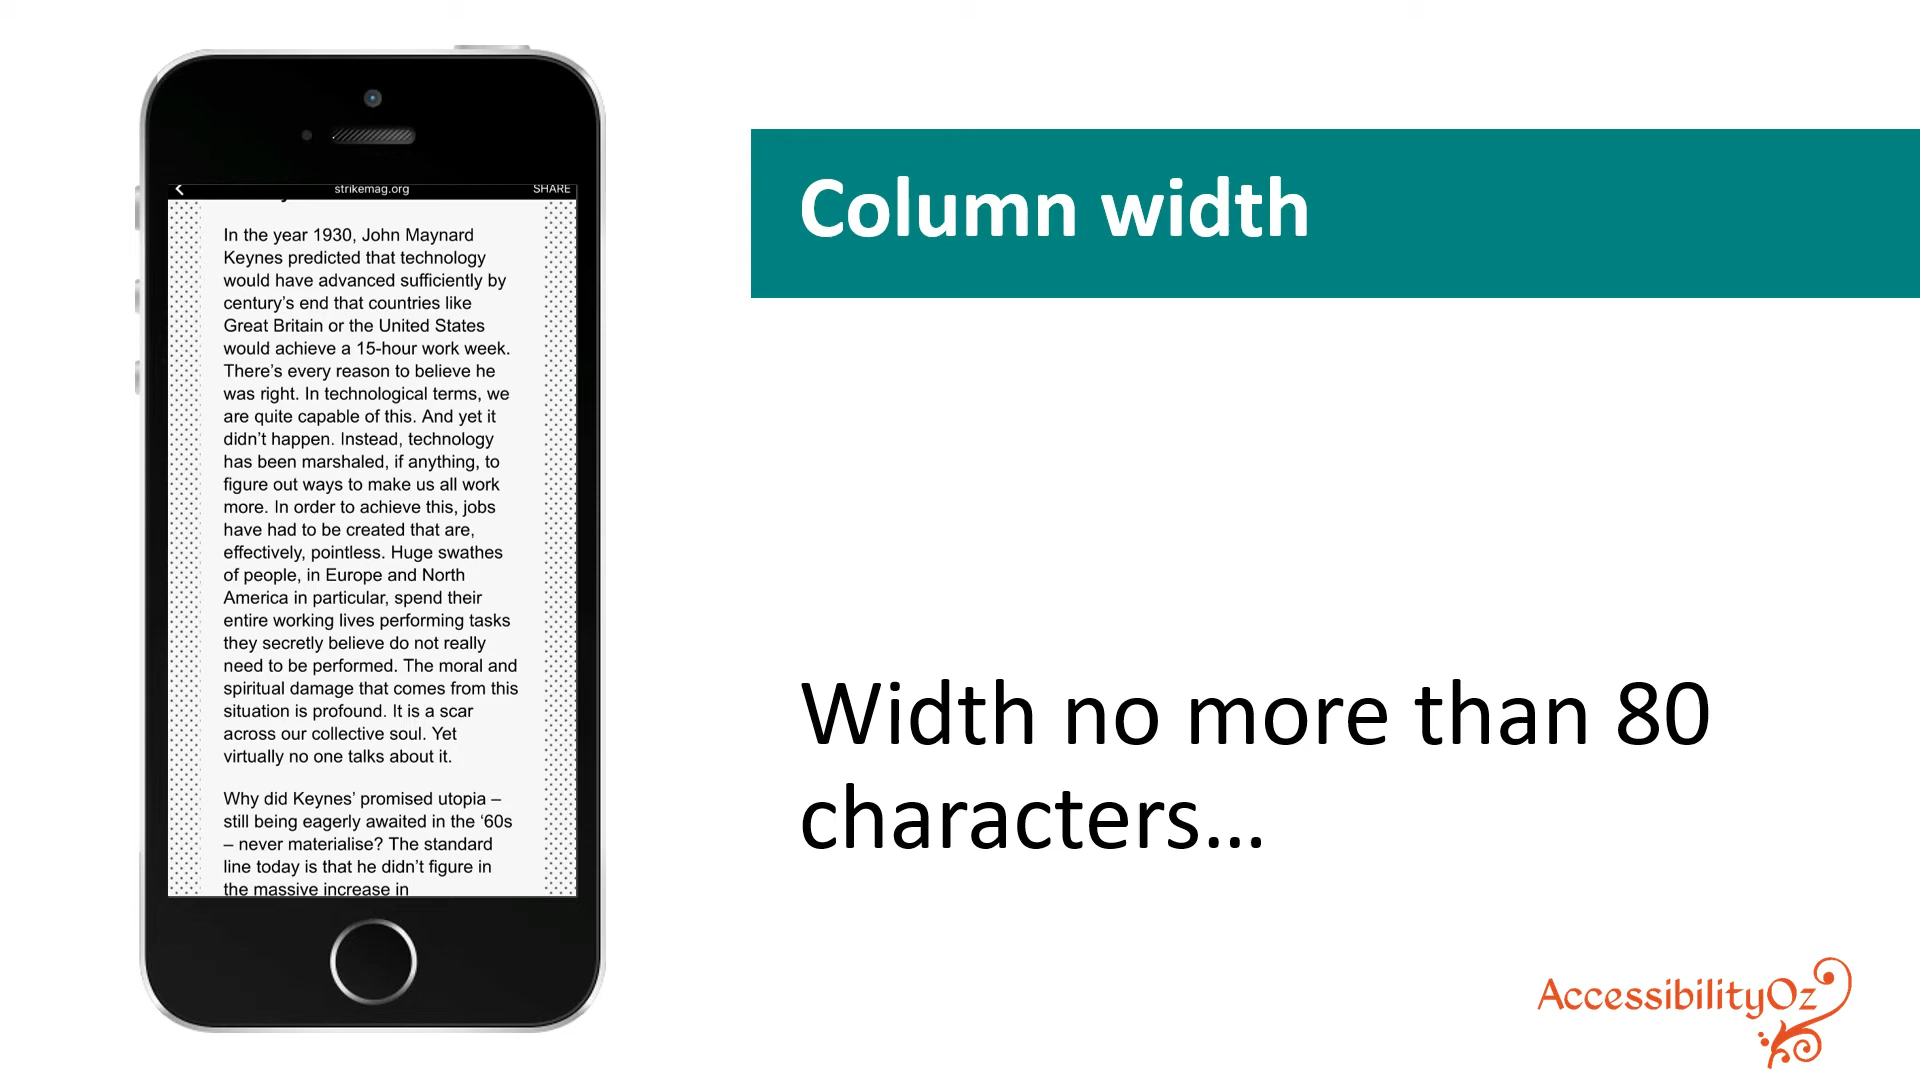 strikemag.org SHARE
In the year 1930, John Maynard
Keynes predicted that technology
would have advanced sufficiently by
century’s end that countries like
Great Britain or the United States
would achieve a 15-hour work week.
There’s every reason to believe he
was right. In technological terms, we
are quite capable of this. And yet it
didn’t happen. Instead, technology
has been marshaled, if anything, to
figure out ways to make us all work
more. In order to achieve this, jobs
have had to be created that are,
effectively, pointless. Huge swathes
of people, in Europe and North
America in particular, spend their
entire working lives performing tasks
they secretly believe do not really
need to be performed. The moral and
spiritual damage that comes from this
situation is profound. It is a scar
across our collective soul. Yet
virtually no one talks about it.
Why did Keynes’ promised utopia –
still being eagerly awaited in the ‘60s
– never materialise? The standard
line today is that he didn’t figure in
the massive increase in
Column width
Width no more than 80
characters...
AccessibilityOz